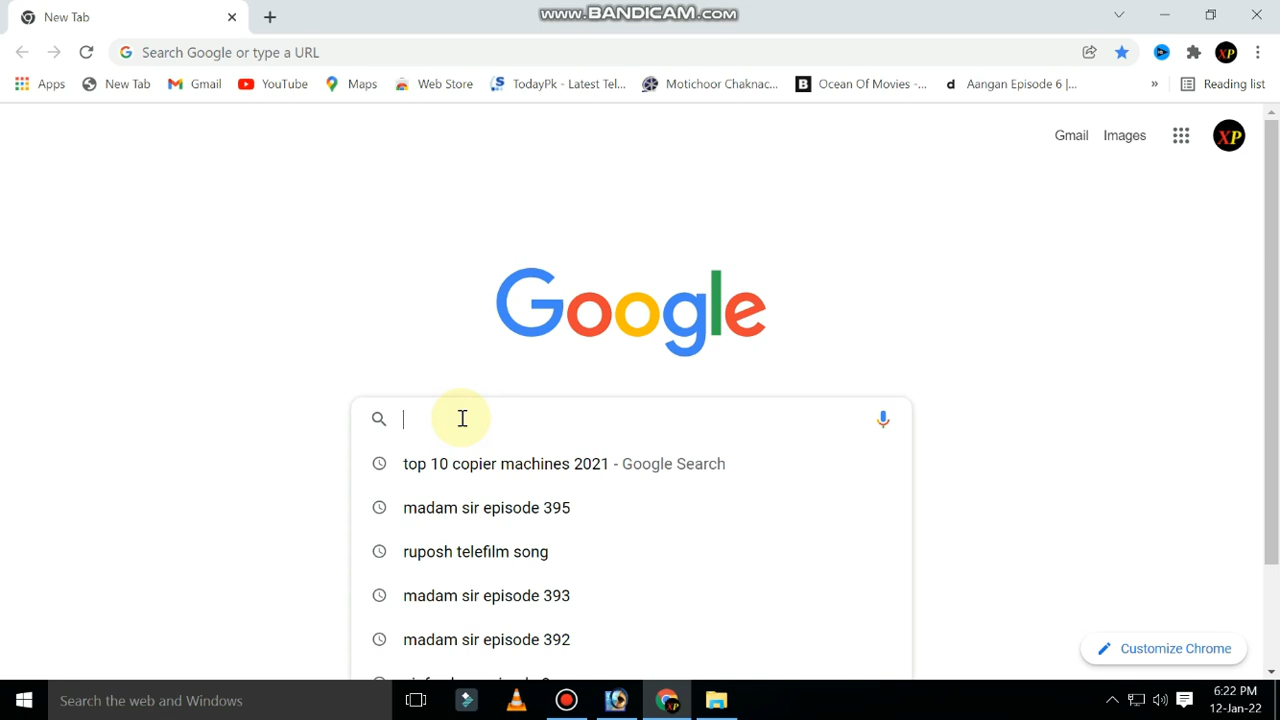 New Tab
www.BANDICAM.com
Search Google or type a URL
XP
Apps
New Tab
Gmail
YouTube
Maps
Web Store
TodayPk - Latest Tel...
Motichoor Chaknac...
B
Ocean Of Movies -...
d
Aangan Episode 6 |...
»
Reading list
Gmail
Images
XP
Google
top 10 copier machines 2021 - Google Search
madam sir episode 395
ruposh telefilm song
madam sir episode 393
madam sir episode 392
Customize Chrome
Search the web and Windows
XP
6:22 PM
12-Jan-22